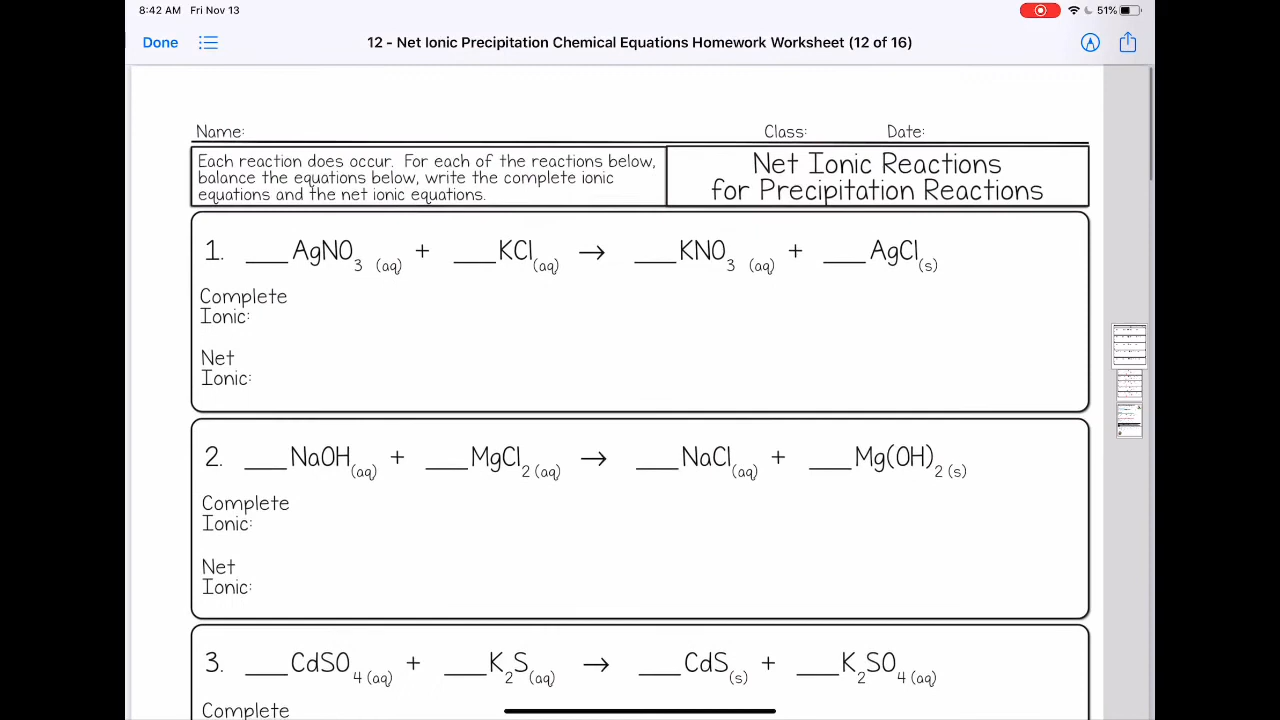 8:42 AM Fri Nov 13
51%
Done
12 - Net Ionic Precipitation Chemical Equations Homework Worksheet (12 of 16)
Name: Class: Date:
Each reaction does occur. For each of the reactions below,
balance the equations below, write the complete ionic
equations and the net ionic equations.
Net Ionic Reactions
for Precipitation Reactions
1. ___AgNO₃ (aq) + ___KCl(aq) → ___KNO₃ (aq) + ___AgCl(s)
Complete
Ionic:
Net
Ionic:
2. ___NaOH(aq) + ___MgCl₂ (aq) → ___NaCl(aq) + ___Mg(OH)₂ (s)
Complete
Ionic:
Net
Ionic:
3. ___CdSO₄ (aq) + ___K₂S(aq) → ___CdS(s) + ___K₂SO₄ (aq)
Complete